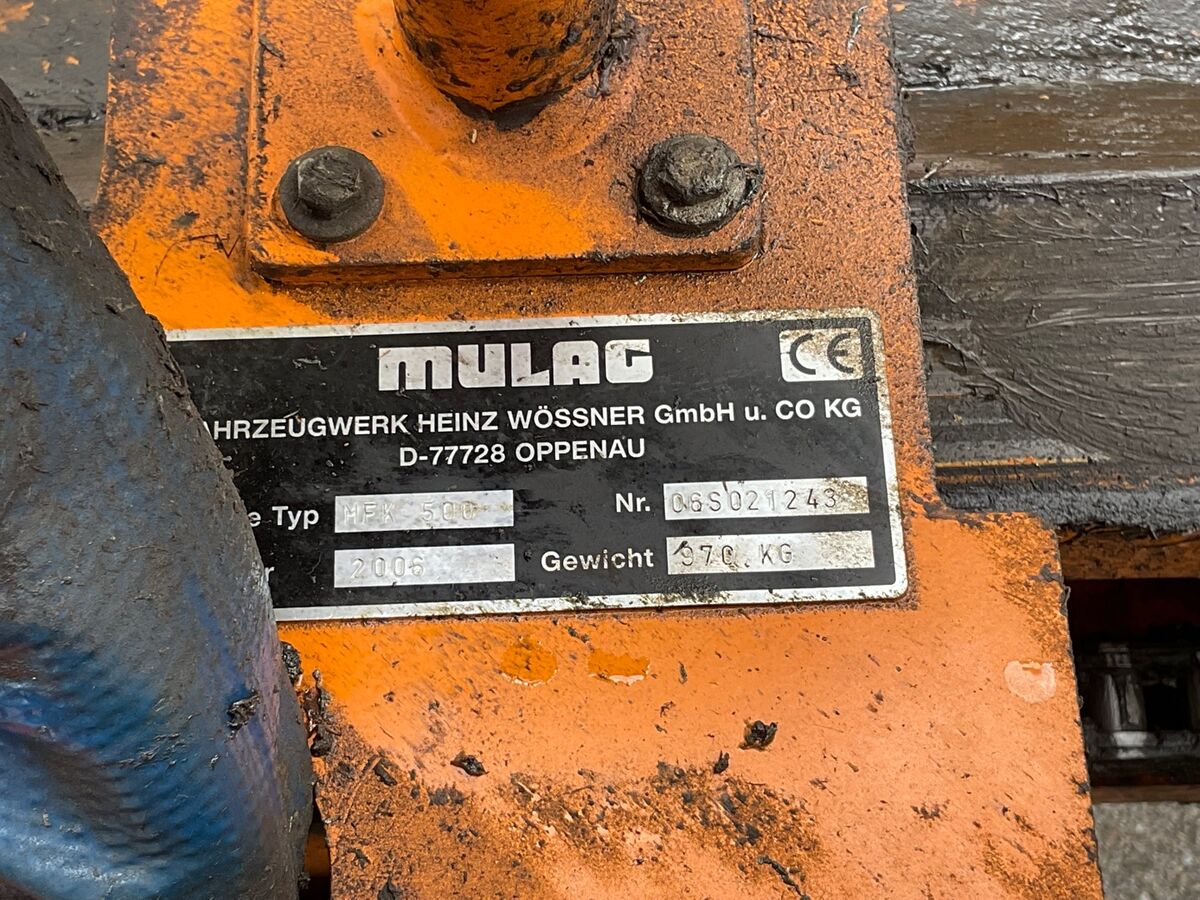 MULAG CE
AHRZEUGWERK HEINZ WÖSSNER GmbH u. CO KG
D-77728 OPPENAU
e Typ MFK 500 Nr. 06S021243
r 2006 Gewicht 970 KG